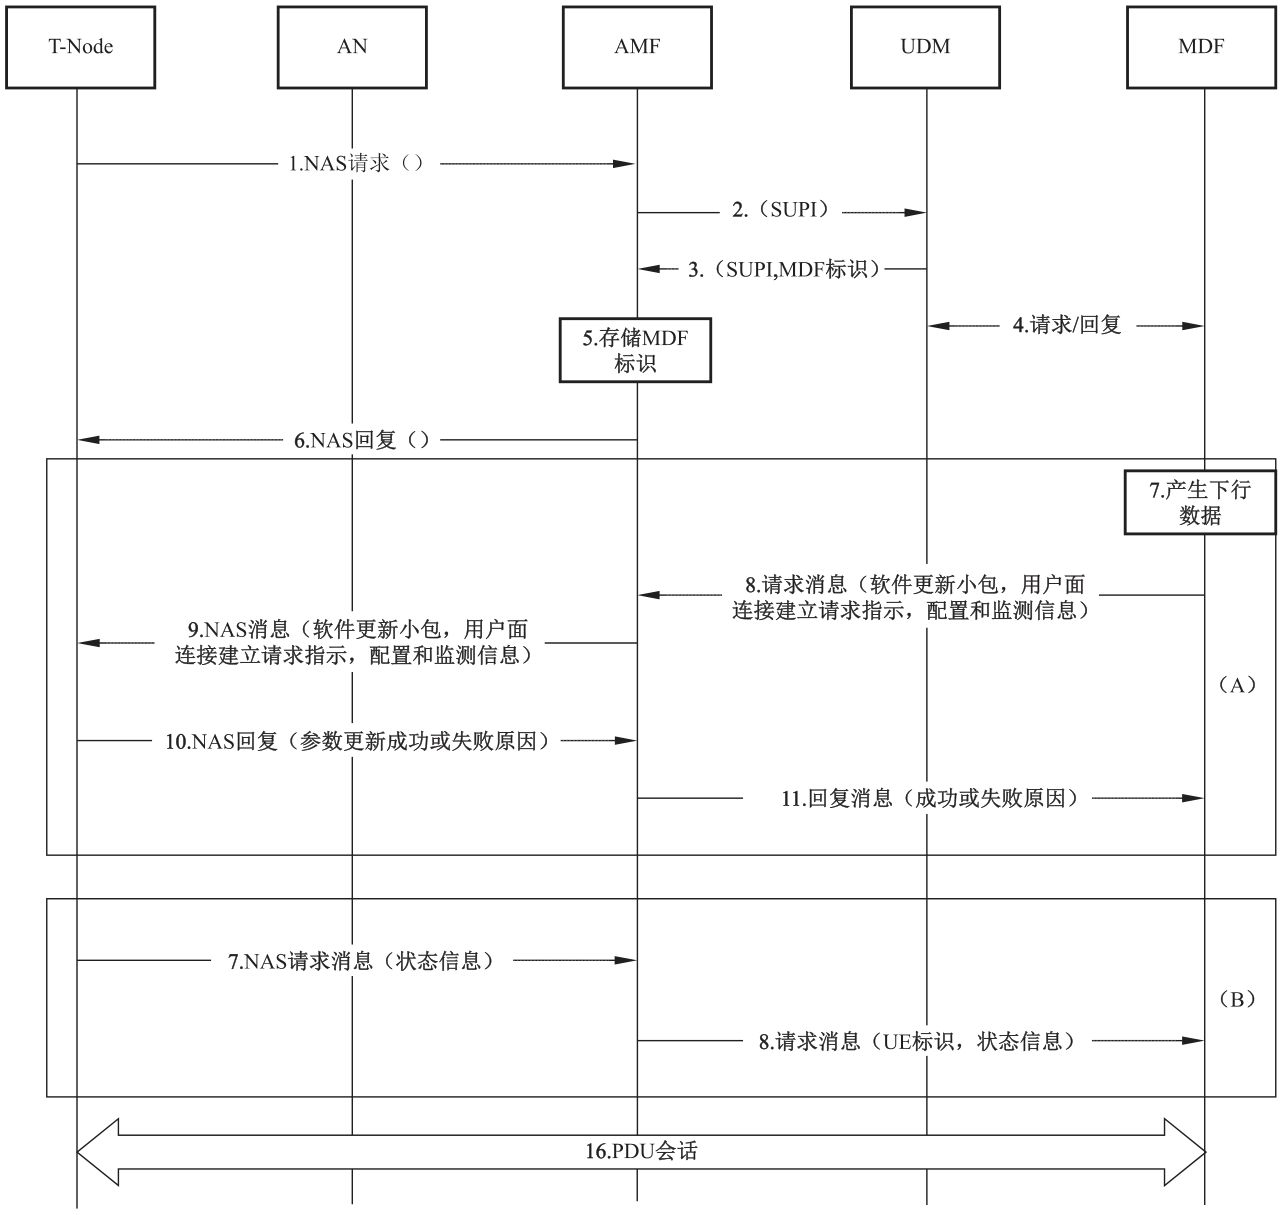 T-Node
AN
AMF
UDM
MDF
1.NAS请求（）
2.（SUPI）
3.（SUPI,MDF标识）
4.请求/回复
5.存储MDF
标识
6.NAS回复（）
7.产生下行
数据
8.请求消息（软件更新小包，用户面
连接建立请求指示，配置和监测信息）
9.NAS消息（软件更新小包，用户面
连接建立请求指示，配置和监测信息）
（A）
10.NAS回复（参数更新成功或失败原因）
11.回复消息（成功或失败原因）
7.NAS请求消息（状态信息）
（B）
8.请求消息（UE标识，状态信息）
16.PDU会话